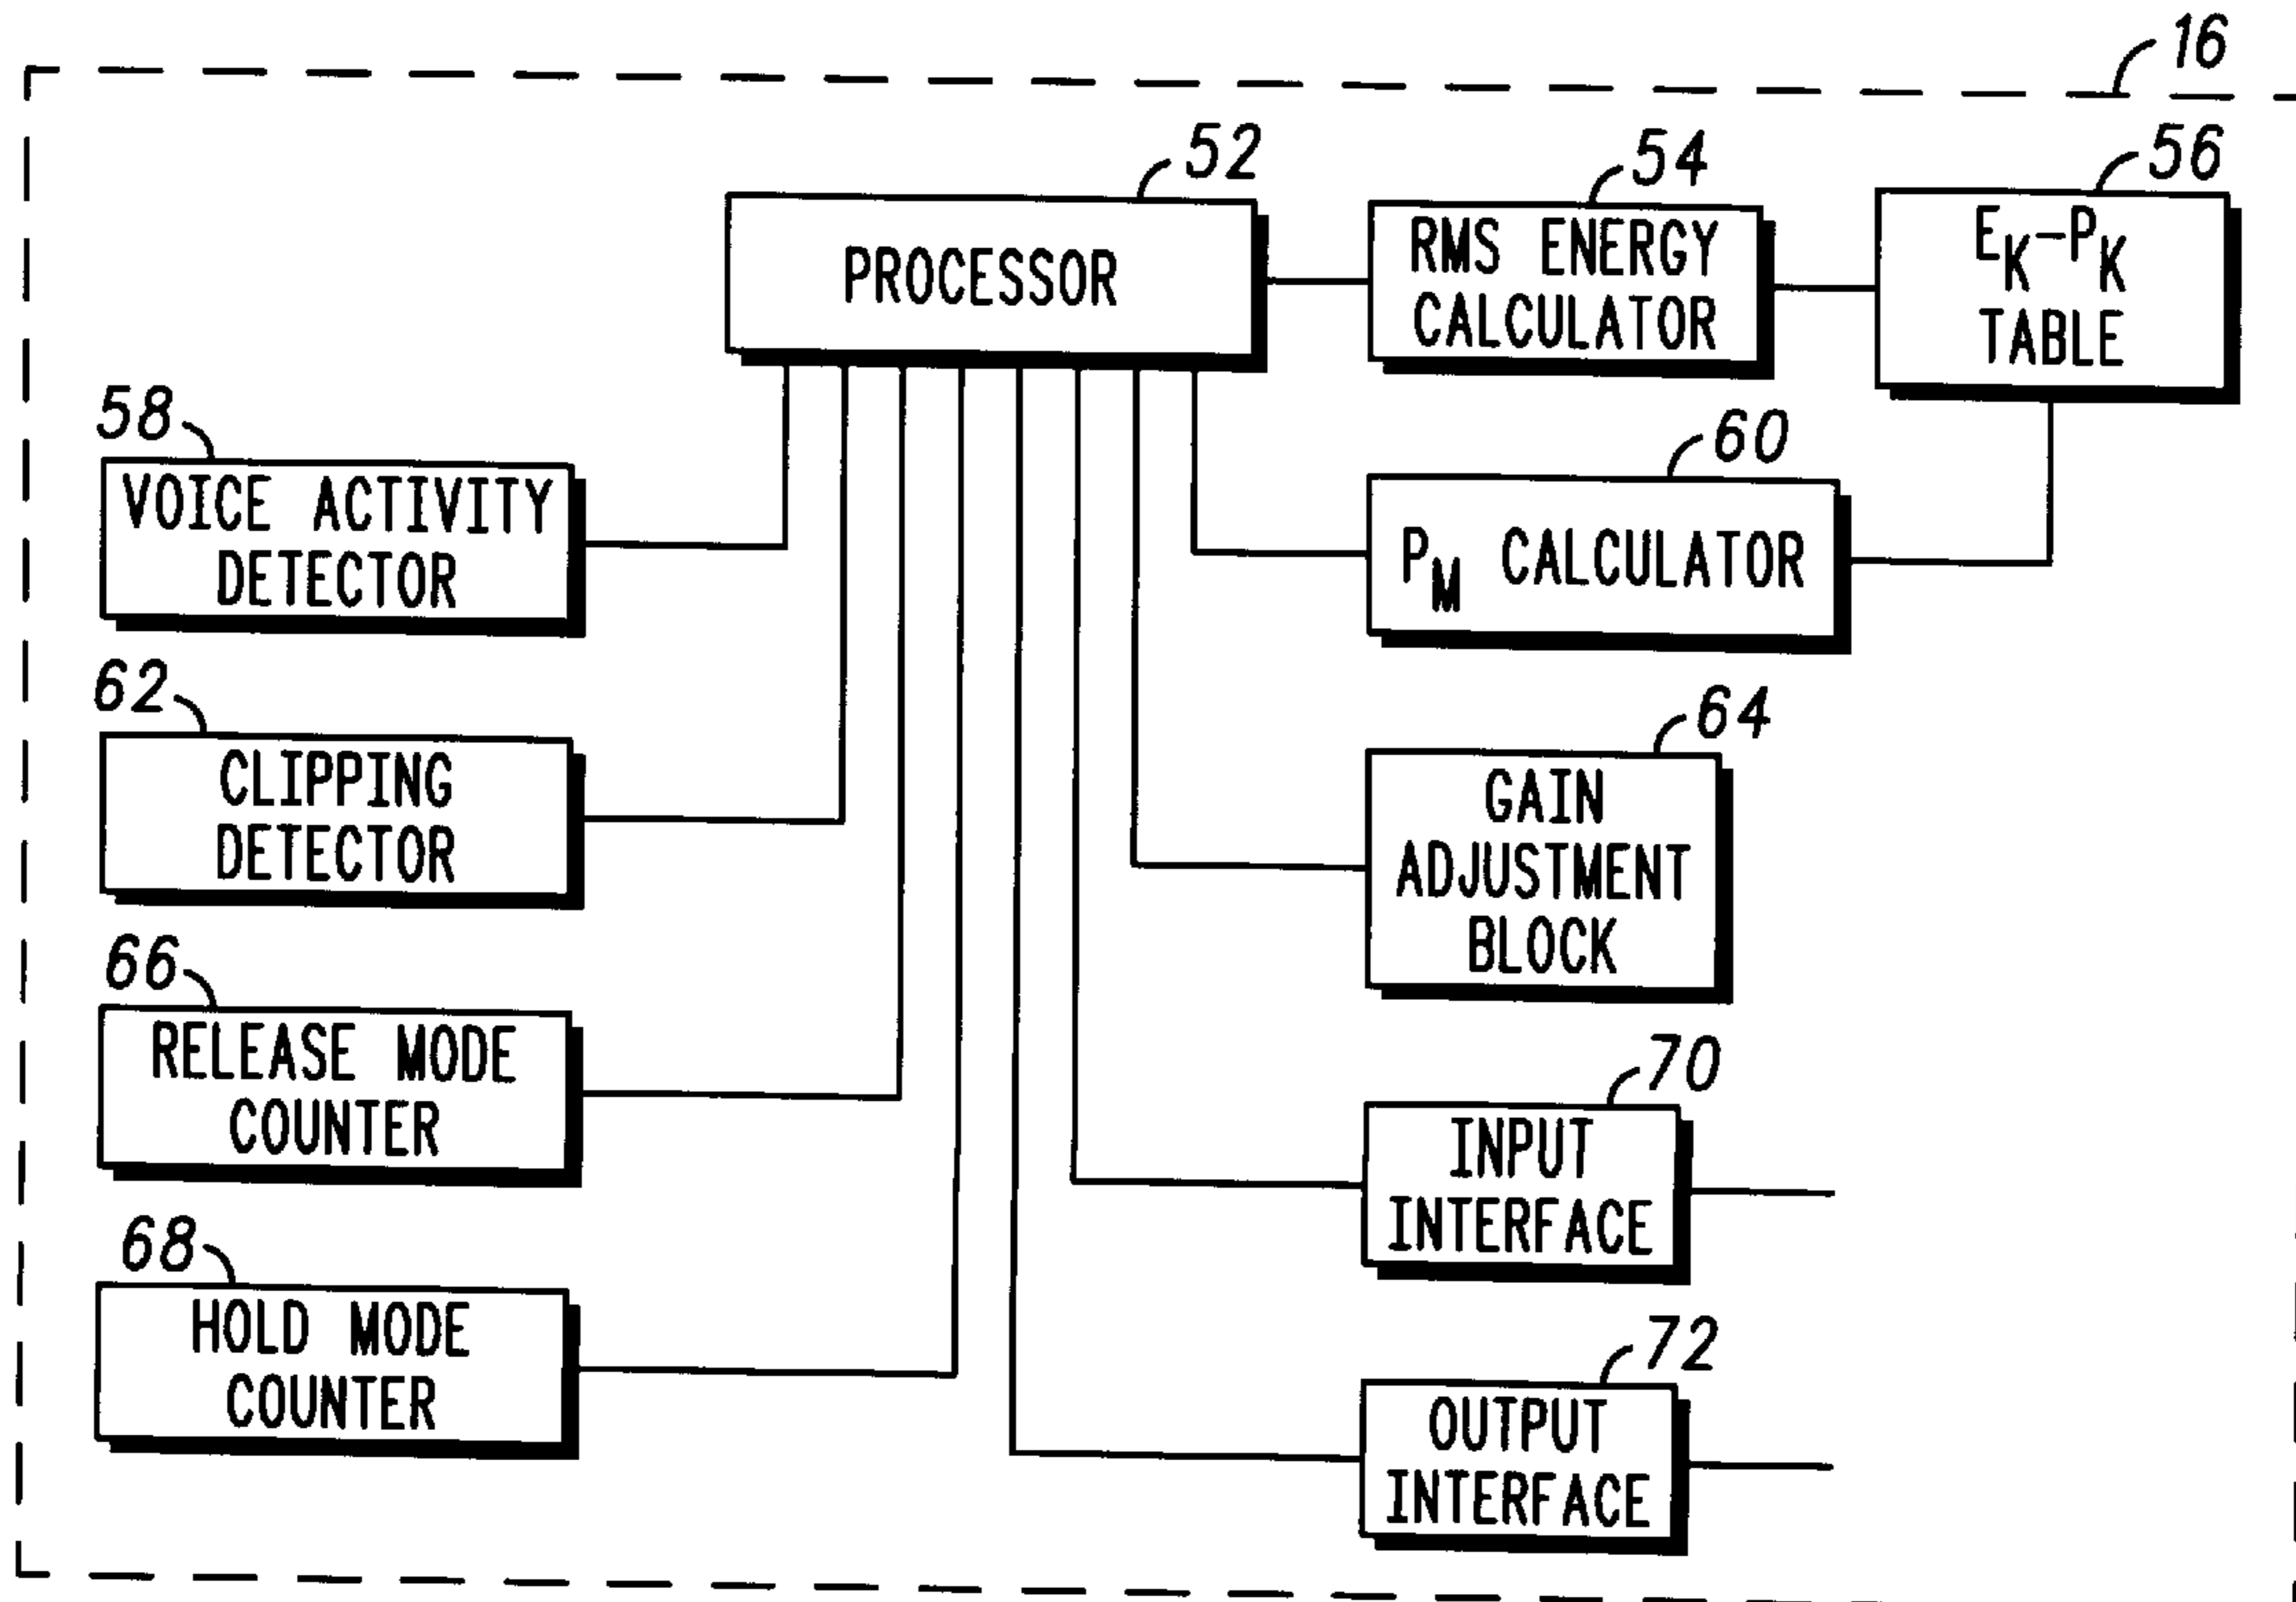 16
52
PROCESSOR
54
RMS ENERGY
CALCULATOR
56
EK-PK
TABLE
58
VOICE ACTIVITY
DETECTOR
60
PM CALCULATOR
62
CLIPPING
DETECTOR
64
GAIN
ADJUSTMENT
BLOCK
66
RELEASE MODE
COUNTER
70
INPUT
INTERFACE
68
HOLD MODE
COUNTER
72
OUTPUT
INTERFACE